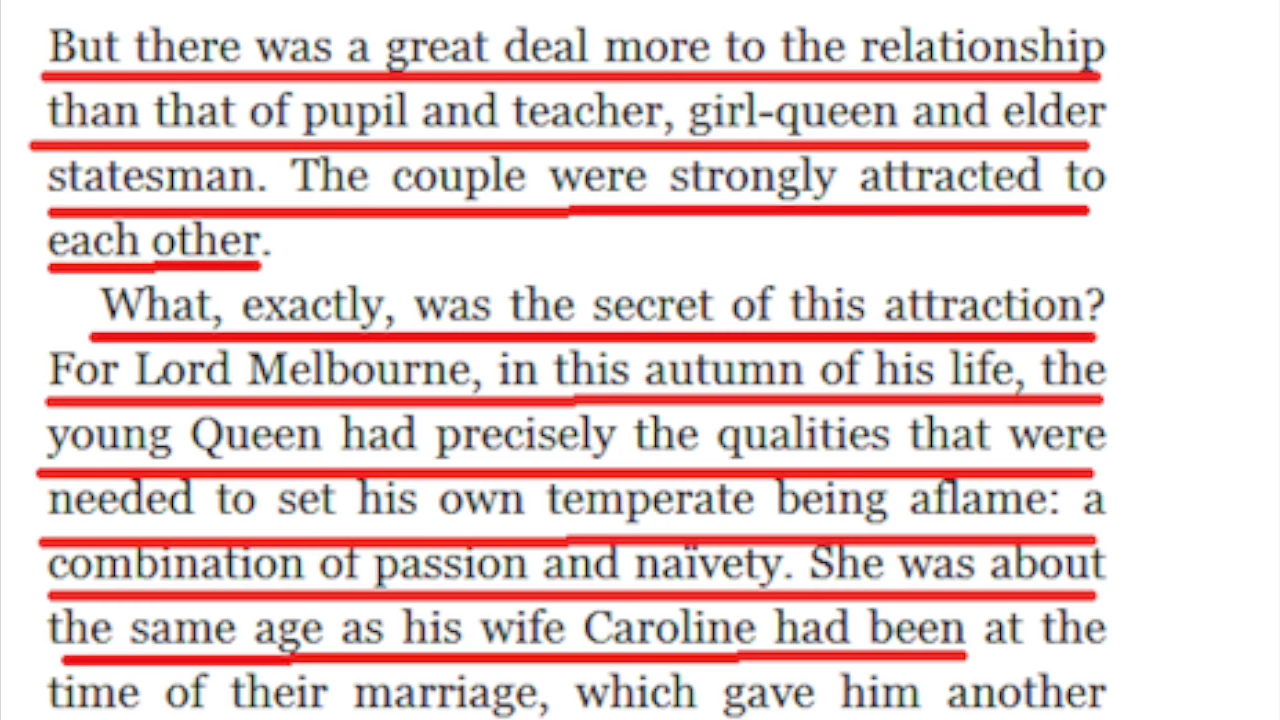 But there was a great deal more to the relationship
than that of pupil and teacher, girl-queen and elder
statesman. The couple were strongly attracted to
each other.
What, exactly, was the secret of this attraction?
For Lord Melbourne, in this autumn of his life, the
young Queen had precisely the qualities that were
needed to set his own temperate being aflame: a
combination of passion and naïvety. She was about
the same age as his wife Caroline had been at the
time of their marriage, which gave him another